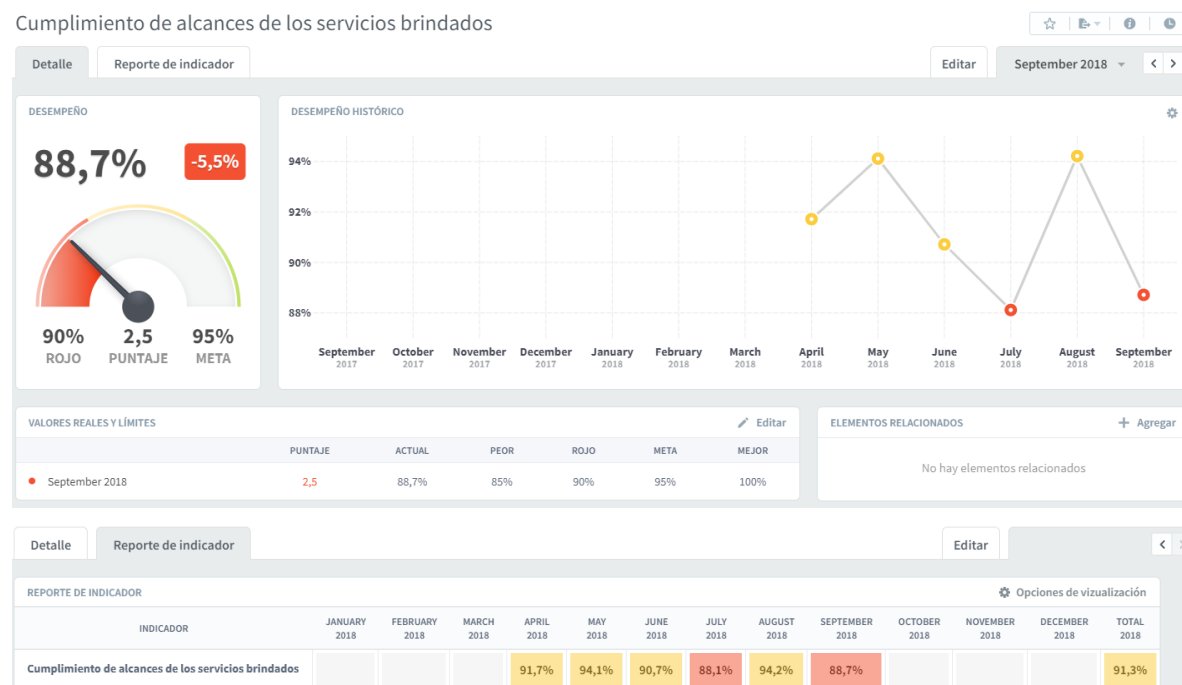 Cumplimiento de alcances de los servicios brindados
Detalle
Reporte de indicador
Editar
September 2018
DESEMPEÑO
88,7%
-5,5%
90%
ROJO
2,5
PUNTAJE
95%
META
DESEMPEÑO HISTÓRICO
94%
92%
90%
88%
September October November December January February March April May June July August September
2017 2017 2017 2017 2018 2018 2018 2018 2018 2018 2018 2018 2018
VALORES REALES Y LÍMITES
Editar
PUNTAJE ACTUAL PEOR ROJO META MEJOR
September 2018 2,5 88,7% 85% 90% 95% 100%
ELEMENTOS RELACIONADOS
Agregar
No hay elementos relacionados
Detalle
Reporte de indicador
Editar
REPORTE DE INDICADOR
Opciones de vizualización
INDICADOR
JANUARY FEBRUARY MARCH APRIL MAY JUNE JULY AUGUST SEPTEMBER OCTOBER NOVEMBER DECEMBER TOTAL
2018 2018 2018 2018 2018 2018 2018 2018 2018 2018 2018 2018 2018
Cumplimiento de alcances de los servicios brindados 91,7% 94,1% 90,7% 88,1% 94,2% 88,7% 91,3%